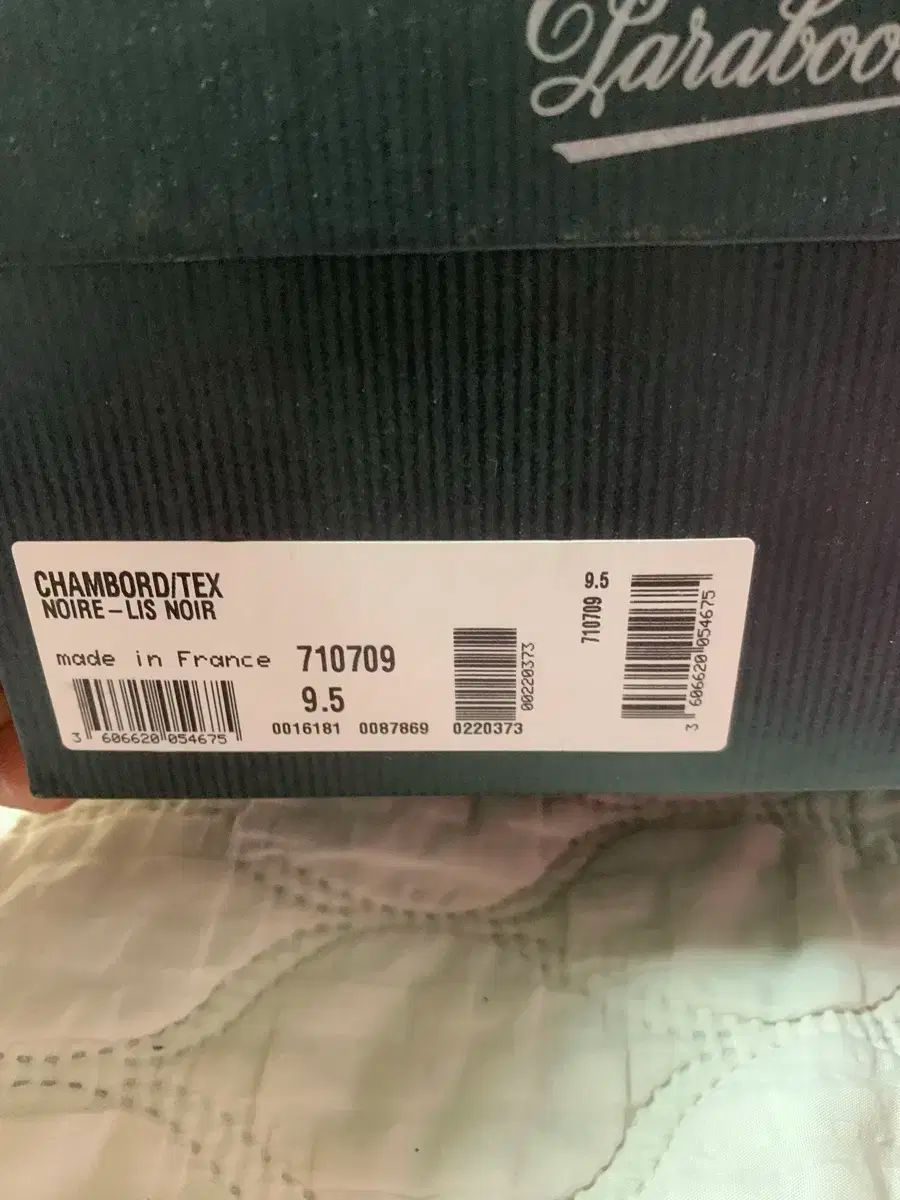 Paraboo
CHAMBORD/TEX
NOIRE-LIS NOIR
made in France 710709
9.5
3 606620 054675
0016181 0087869 0220373
00220373
9.5
710709
3 606620 054675